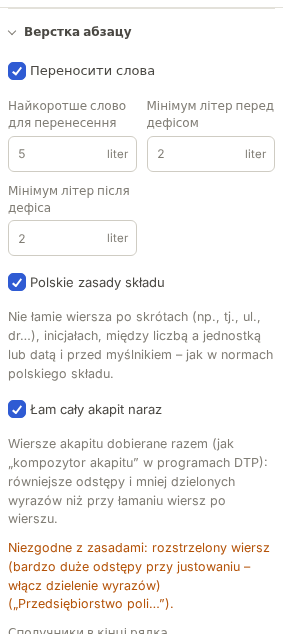 Верстка абзацу
Переносити слова
Найкоротше слово
для перенесення
Мінімум літер перед
дефісом
5 liter
2 liter
Мінімум літер після
дефіса
2 liter
Polskie zasady składu
Nie łamie wiersza po skrótach (np., tj., ul.,
dr…), inicjałach, między liczbą a jednostką
lub datą i przed myślnikiem – jak w normach
polskiego składu.
Łam cały akapit naraz
Wiersze akapitu dobierane razem (jak
„kompozytor akapitu” w programach DTP):
równiejsze odstępy i mniej dzielonych
wyrazów niż przy łamaniu wiersz po
wierszu.
Niezgodne z zasadami: rozstrzelony wiersz
(bardzo duże odstępy przy justowaniu –
włącz dzielenie wyrazów)
(„Przedsiębiorstwo poli…”).
Сполучники в кінці рядка